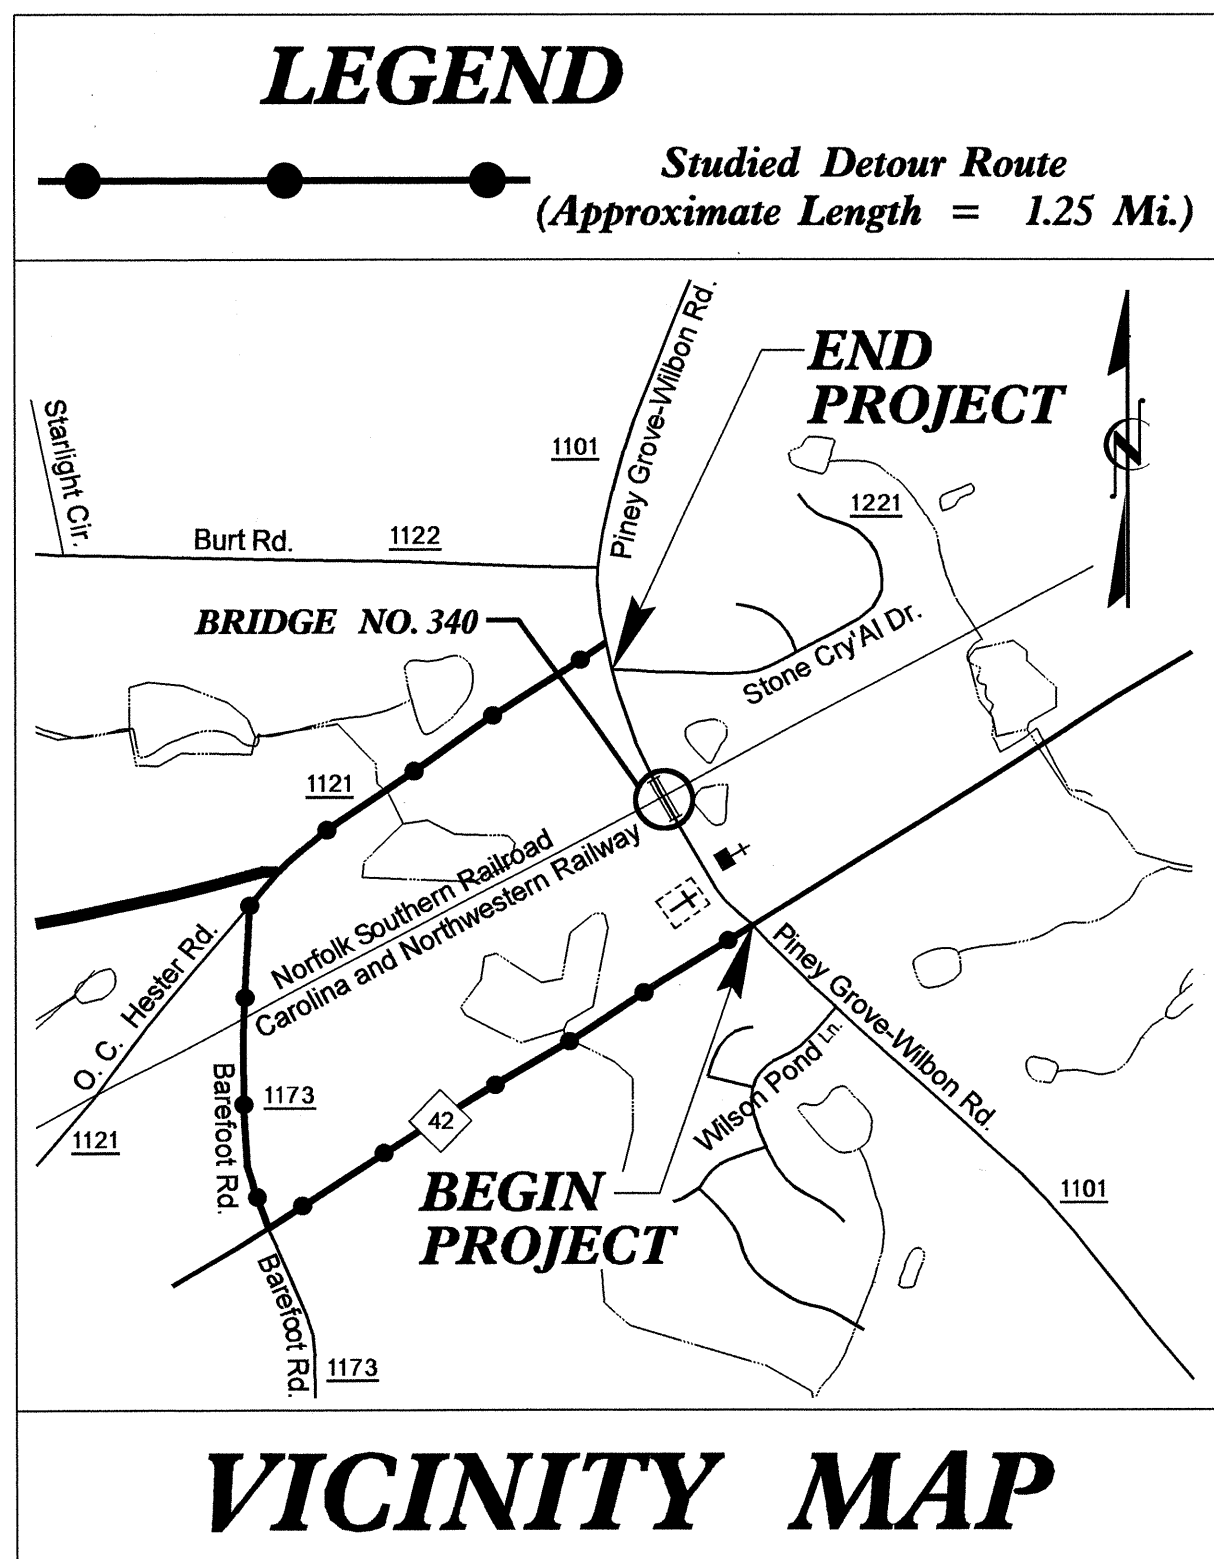 LEGEND
Studied Detour Route
(Approximate Length = 1.25 Mi.)
Piney Grove-Wilbon Rd.
END
PROJECT
Starlight Cir.
1101
1221
N
Burt Rd.
1122
BRIDGE NO. 340
Stone Cry'Al Dr.
1121
Norfolk Southern Railroad
Carolina and Northwestern Railway
O. C. Hester Rd.
Piney Grove-Wilbon Rd.
Wilson Pond Ln.
Barefoot Rd.
1173
42
1121
BEGIN
PROJECT
1101
Barefoot Rd.
1173
VICINITY MAP